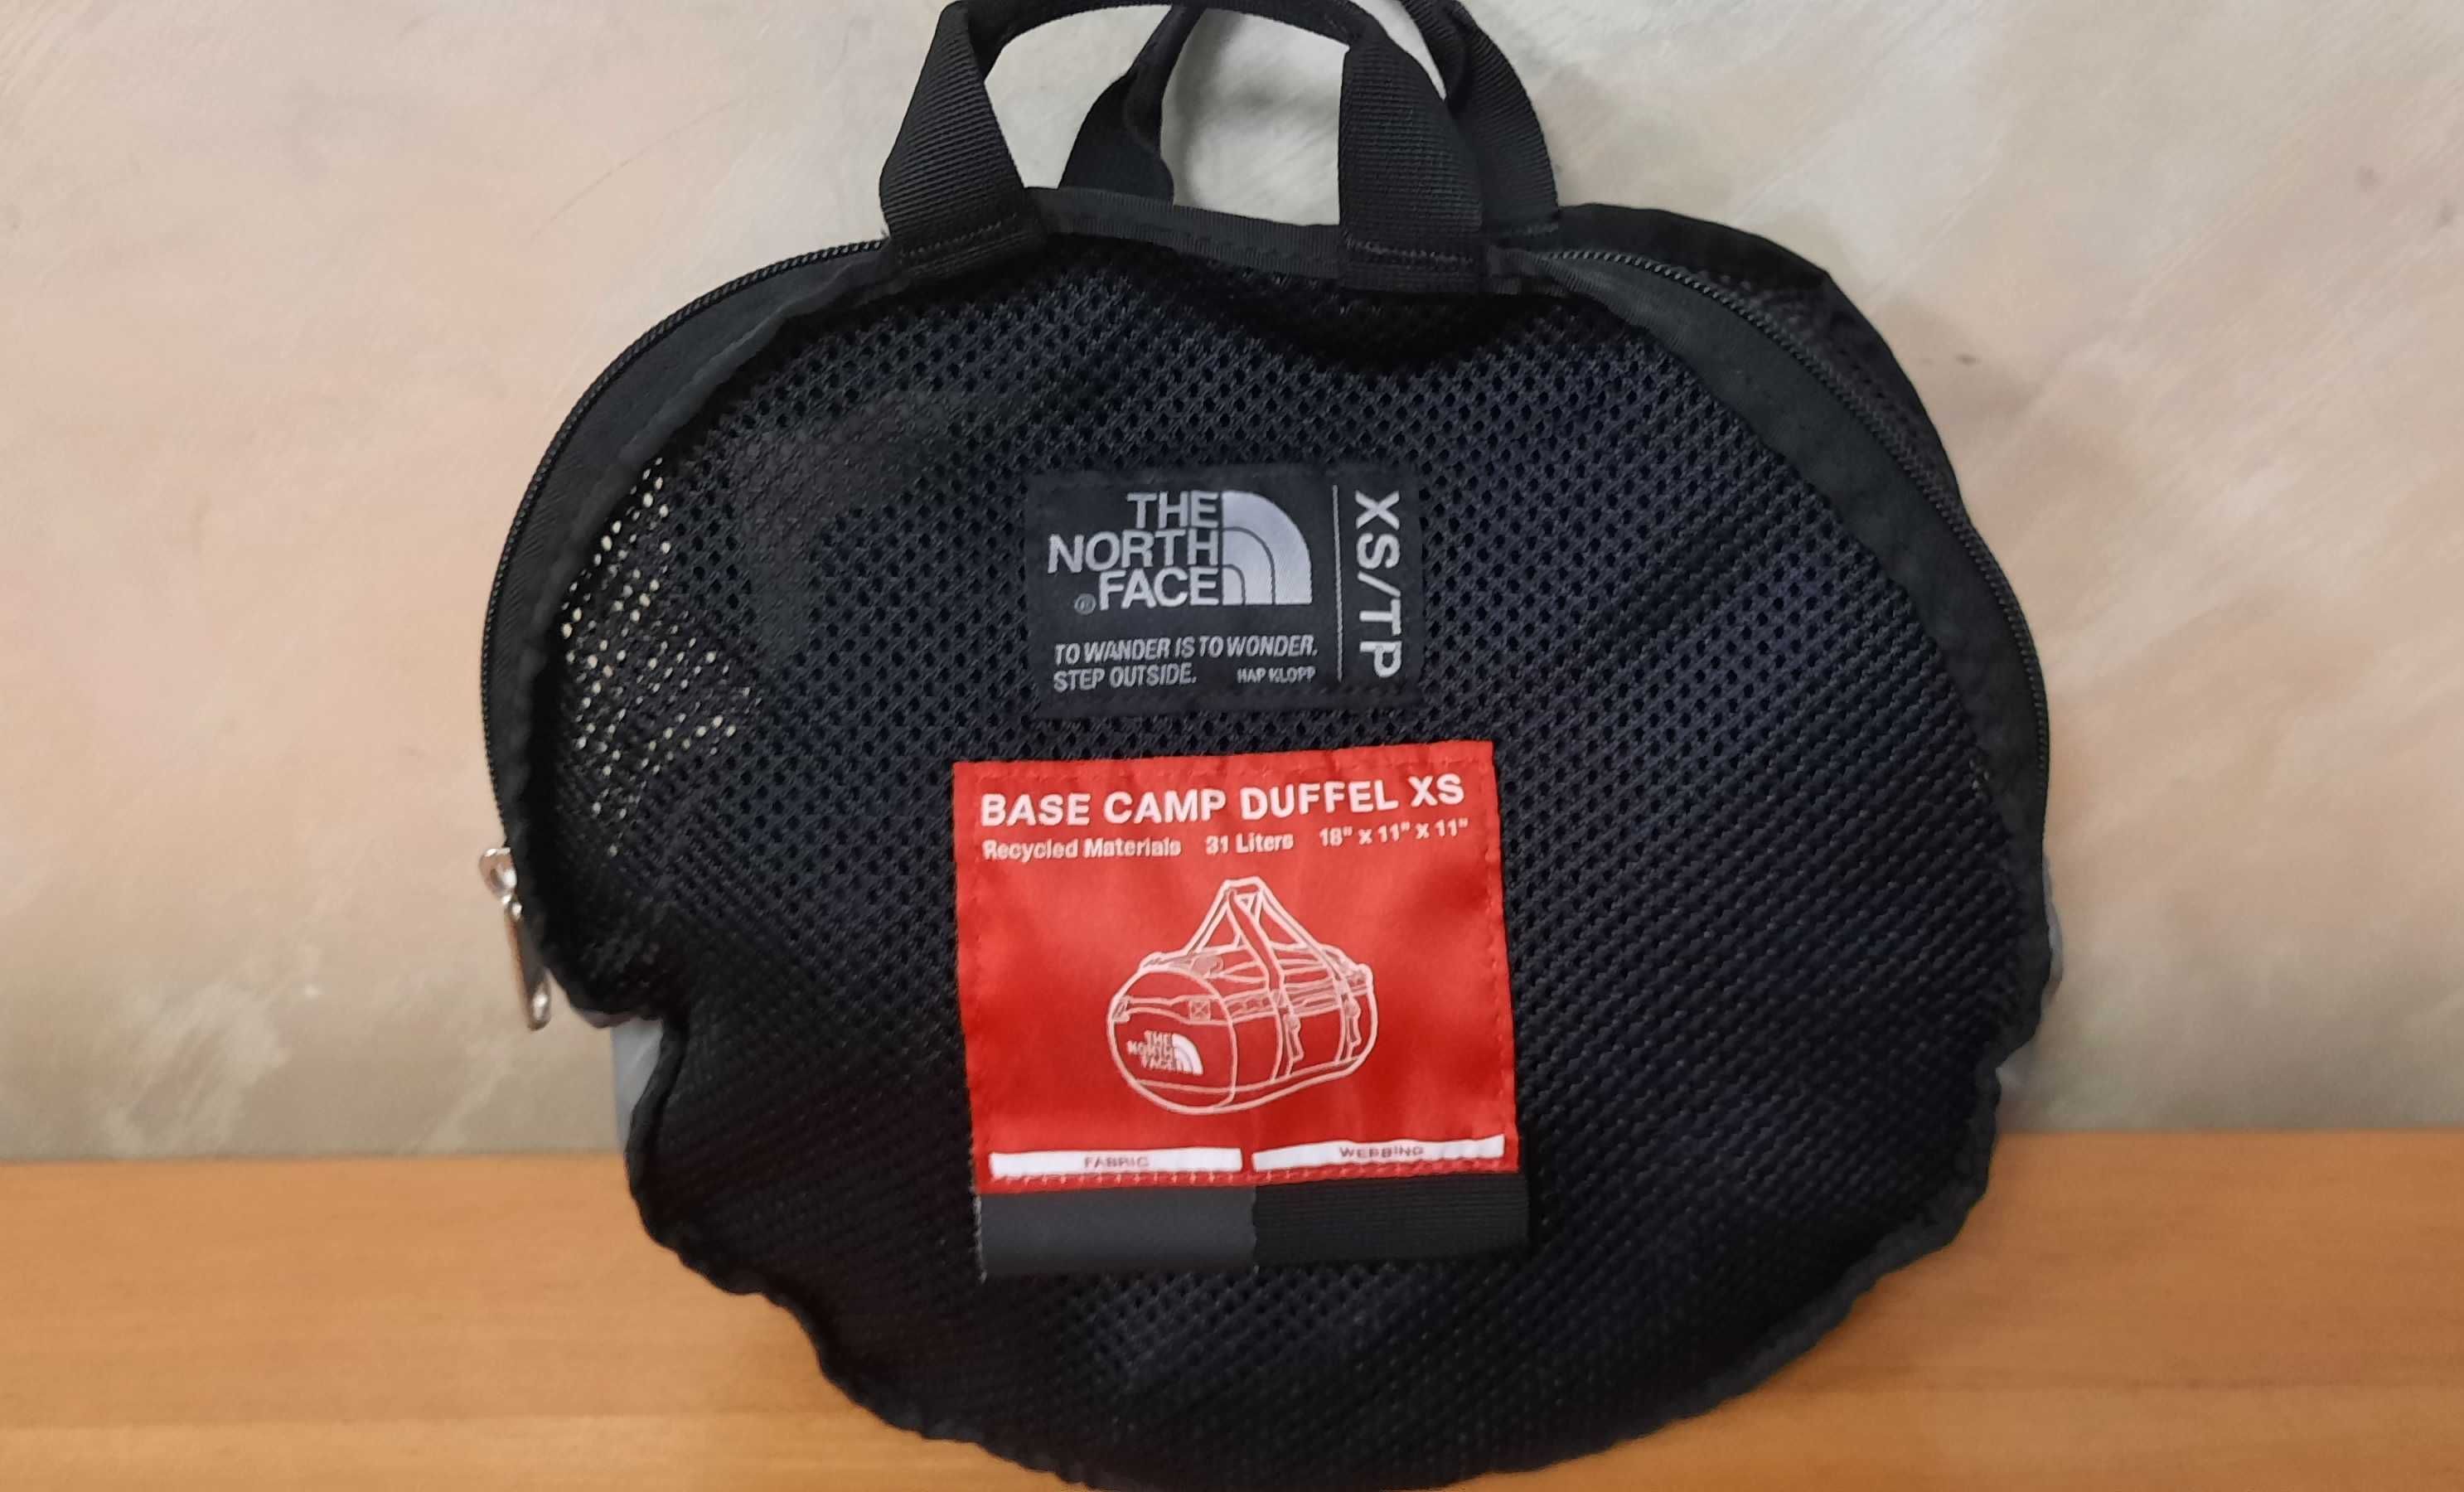 THE
NORTH
® FACE
XS/TP
TO WANDER IS TO WONDER.
STEP OUTSIDE. HAP KLOPP
BASE CAMP DUFFEL XS
Recycled Materials 31 Liters 18" x 11" x 11"
THE
NORTH
FACE
FABRIC WEBBING